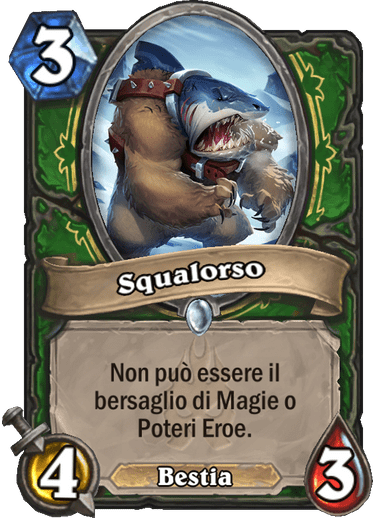 3
Squalorso
Non può essere il
bersaglio di Magie o
Poteri Eroe.
4
Bestia
3